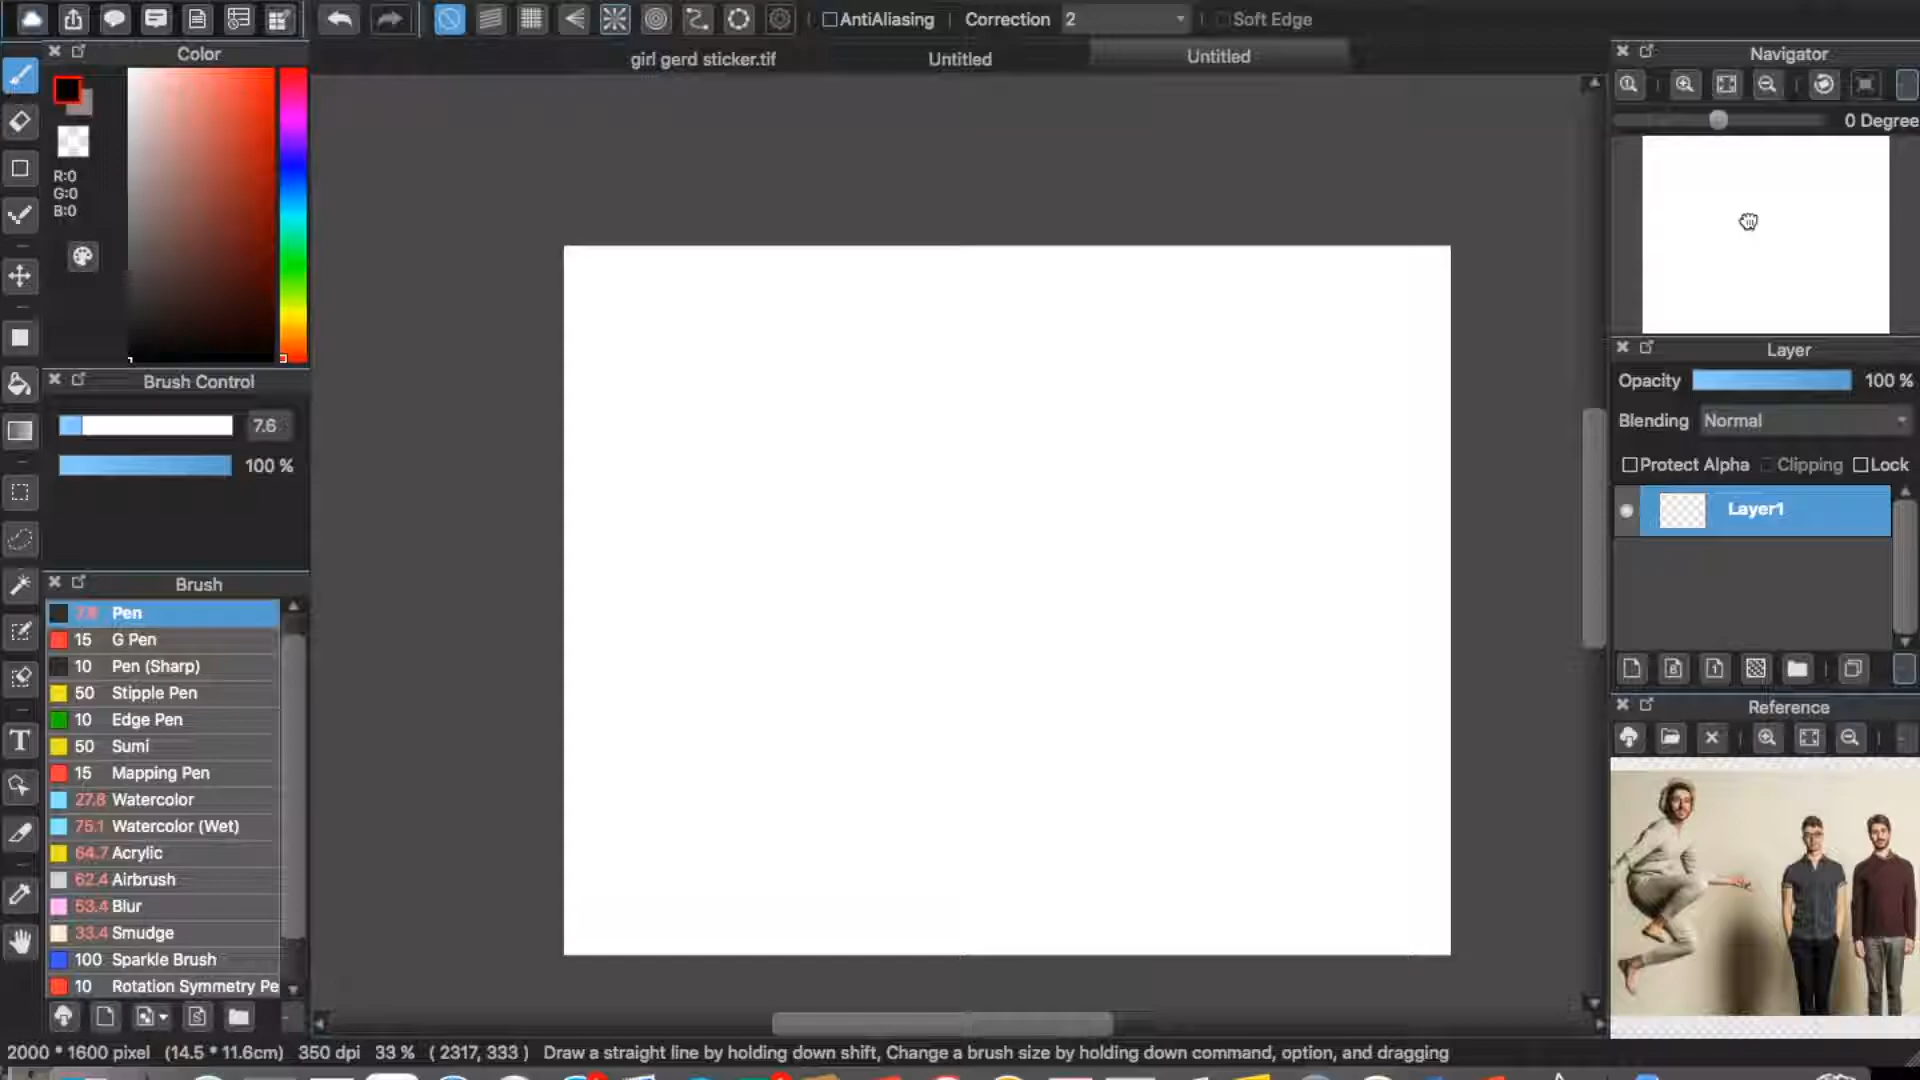 AntiAliasing
Correction 2
Soft Edge
girl gerd sticker.tif
Untitled
Untitled
Color
R:0
G:0
B:0
Brush Control
7.6
100 %
Brush
7.6 Pen
15 G Pen
10 Pen (Sharp)
50 Stipple Pen
10 Edge Pen
50 Sumi
15 Mapping Pen
27.8 Watercolor
75.1 Watercolor (Wet)
64.7 Acrylic
62.4 Airbrush
53.4 Blur
33.4 Smudge
100 Sparkle Brush
10 Rotation Symmetry Pe
Navigator
0 Degree
Layer
Opacity 100 %
Blending Normal
Protect Alpha Clipping Lock
Layer1
Reference
T
2000 * 1600 pixel (14.5 * 11.6cm) 350 dpi 33 % ( 2317, 333 ) Draw a straight line by holding down shift, Change a brush size by holding down command, option, and dragging